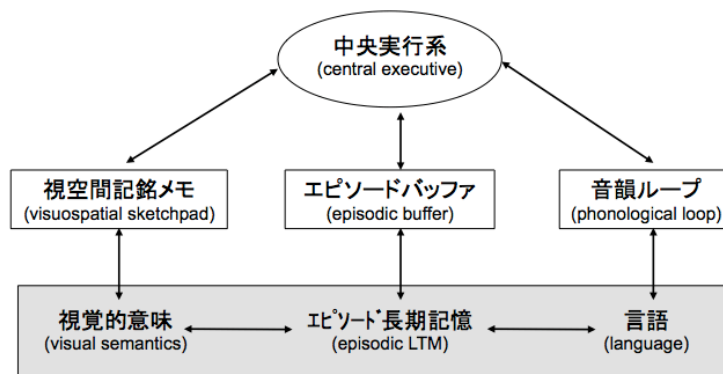 中央実行系
(central executive)
視空間記銘メモ
(visuospatial sketchpad)
エピソードバッファ
(episodic buffer)
音韻ループ
(phonological loop)
視覚的意味
(visual semantics)
エピソード長期記憶
(episodic LTM)
言語
(language)